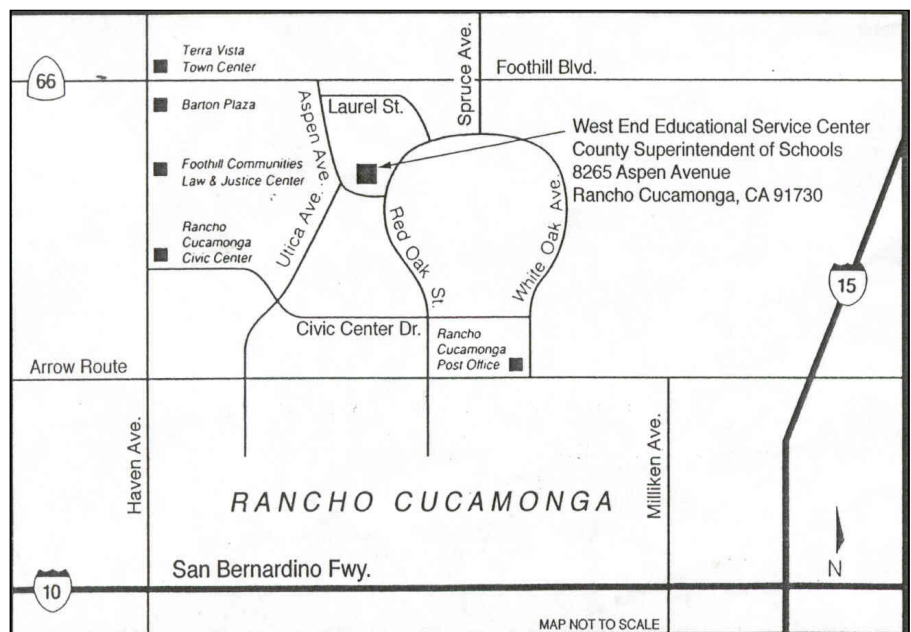 Terra Vista
Town Center
Spruce Ave.
Foothill Blvd.
66
Barton Plaza
Aspen Ave.
Laurel St.
West End Educational Service Center
County Superintendent of Schools
8265 Aspen Avenue
Rancho Cucamonga, CA 91730
Foothill Communities
Law & Justice Center
Utica Ave.
Red Oak St.
White Oak Ave.
Rancho
Cucamonga
Civic Center
15
Civic Center Dr.
Rancho
Cucamonga
Post Office
Arrow Route
Haven Ave.
Milliken Ave.
RANCHO CUCAMONGA
San Bernardino Fwy.
N
10
MAP NOT TO SCALE